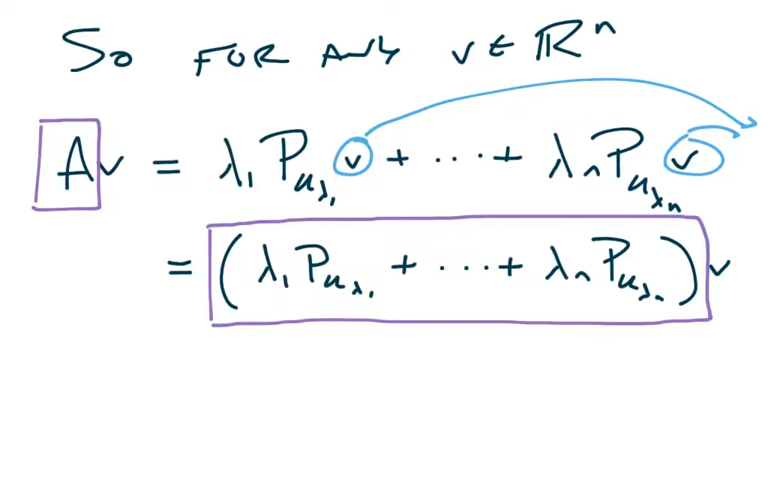 So FOR ANY v ∈ ℝⁿ
Av = λ₁P_{u_{λ₁}} v + ··· + λₙP_{u_{λₙ}} v
= (λ₁P_{u_{λ₁}} + ··· + λₙP_{u_{λₙ}}) v